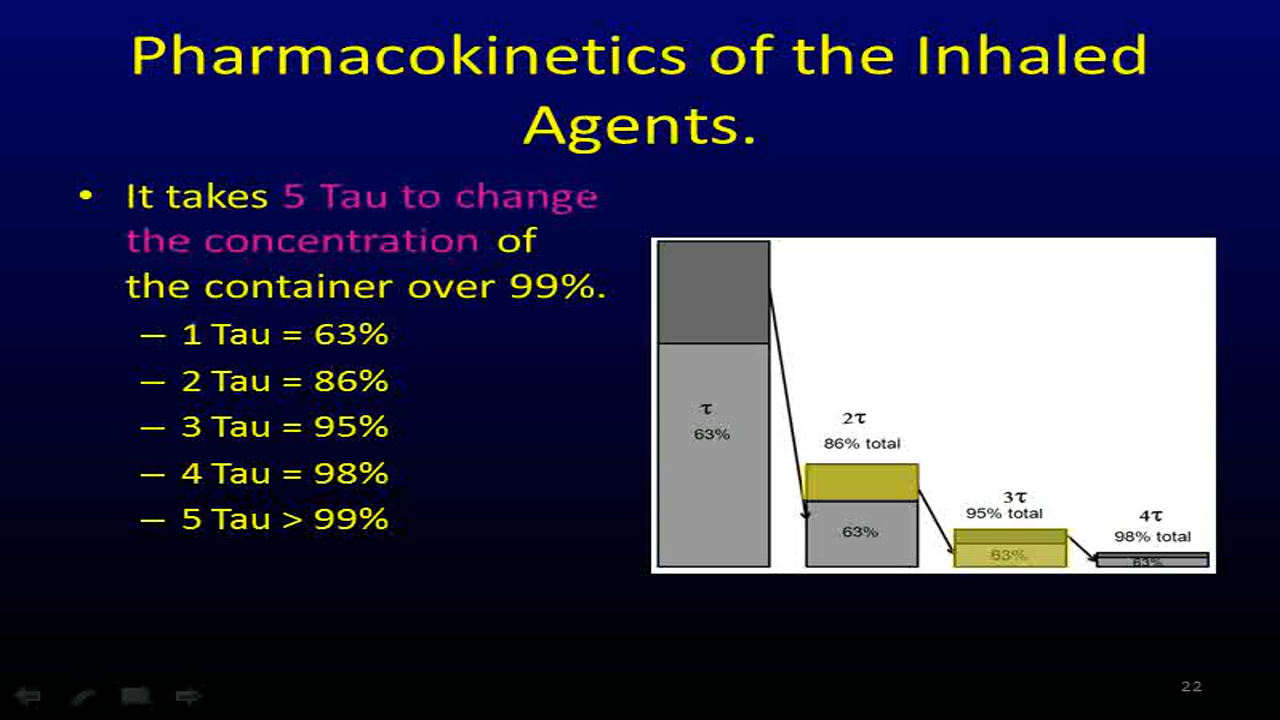 Pharmacokinetics of the Inhaled
Agents.
• It takes 5 Tau to change
the concentration of
the container over 99%.
– 1 Tau = 63%
– 2 Tau = 86%
– 3 Tau = 95%
– 4 Tau = 98%
– 5 Tau > 99%
τ
63%
2τ
86% total
63%
3τ
95% total
63%
4τ
98% total
63%
22